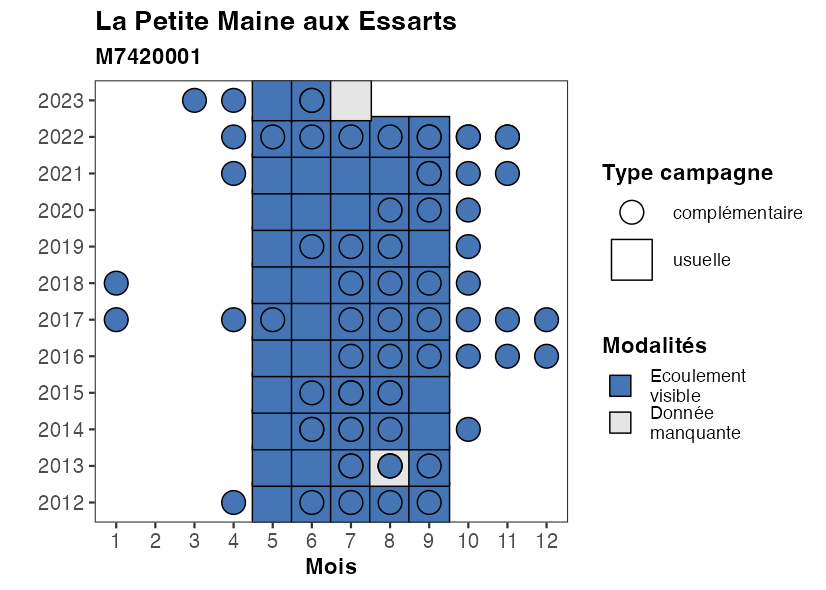 La Petite Maine aux Essarts
M7420001
2023
2022
2021
2020
2019
2018
2017
2016
2015
2014
2013
2012
1 2 3 4 5 6 7 8 9 10 11 12
Mois
Type campagne
complémentaire
usuelle
Modalités
Ecoulement
visible
Donnée
manquante